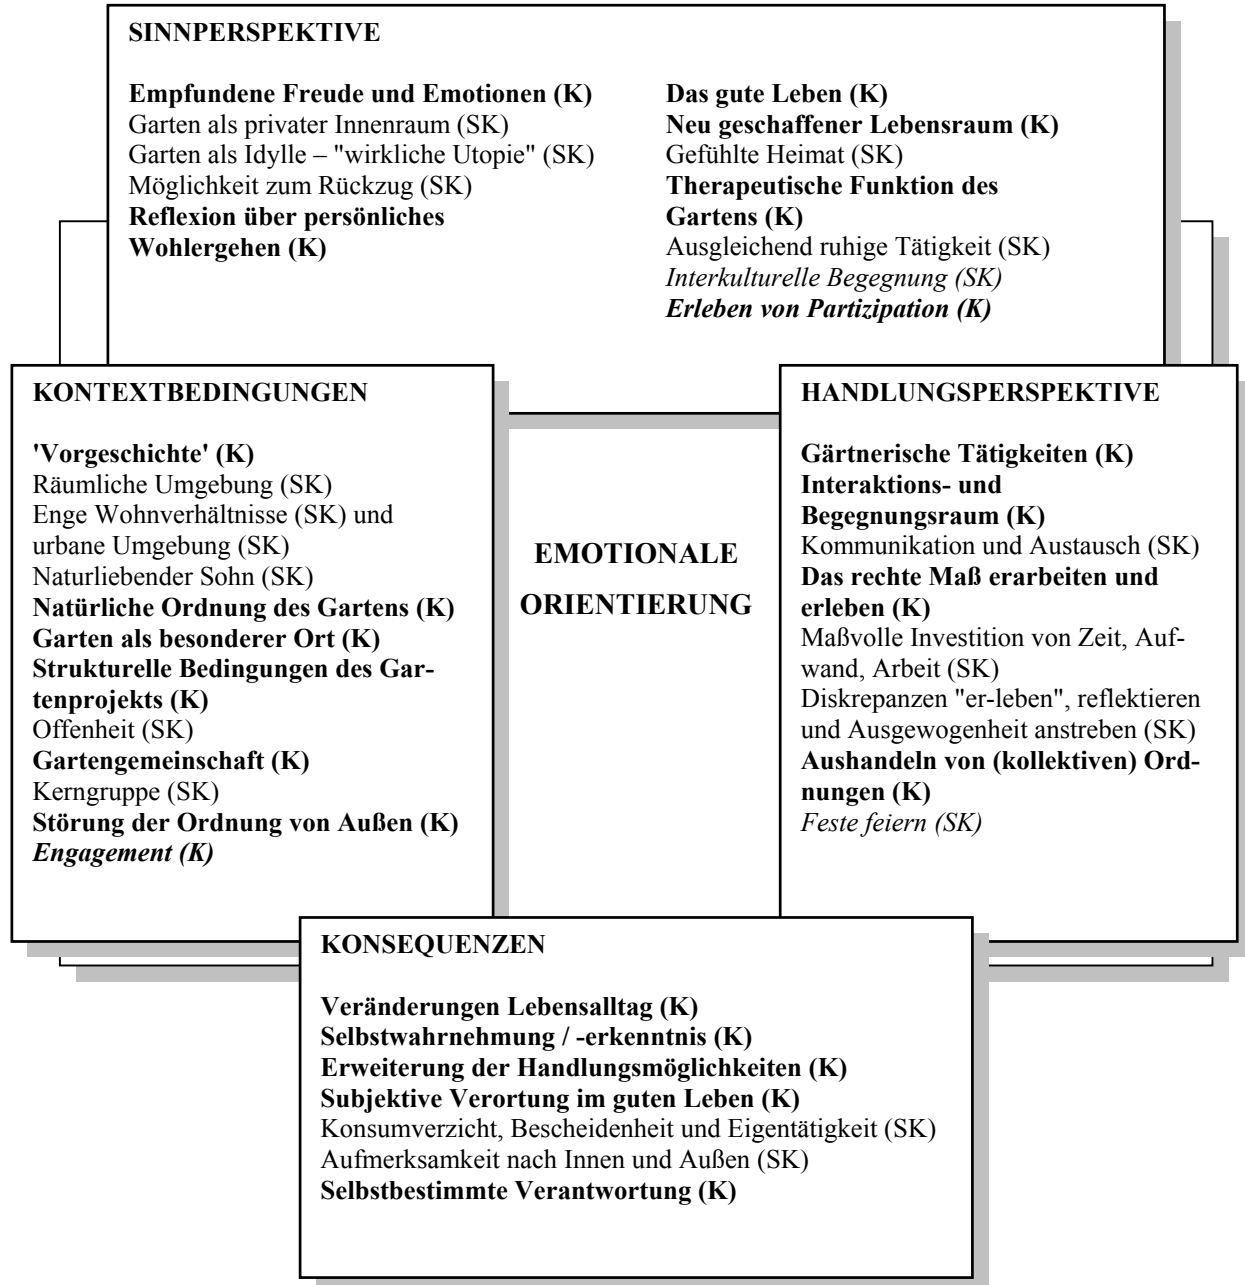 SINNPERSPEKTIVE
Empfundene Freude und Emotionen (K)
Garten als privater Innenraum (SK)
Garten als Idylle – "wirkliche Utopie" (SK)
Möglichkeit zum Rückzug (SK)
Reflexion über persönliches
Wohlergehen (K)
Das gute Leben (K)
Neu geschaffener Lebensraum (K)
Gefühlte Heimat (SK)
Therapeutische Funktion des
Gartens (K)
Ausgleichend ruhige Tätigkeit (SK)
Interkulturelle Begegnung (SK)
Erleben von Partizipation (K)
KONTEXTBEDINGUNGEN
'Vorgeschichte' (K)
Räumliche Umgebung (SK)
Enge Wohnverhältnisse (SK) und
urbane Umgebung (SK)
Naturliebender Sohn (SK)
Natürliche Ordnung des Gartens (K)
Garten als besonderer Ort (K)
Strukturelle Bedingungen des Gar-
tenprojekts (K)
Offenheit (SK)
Gartengemeinschaft (K)
Kerngruppe (SK)
Störung der Ordnung von Außen (K)
Engagement (K)
EMOTIONALE
ORIENTIERUNG
HANDLUNGSPERSPEKTIVE
Gärtnerische Tätigkeiten (K)
Interaktions- und
Begegnungsraum (K)
Kommunikation und Austausch (SK)
Das rechte Maß erarbeiten und
erleben (K)
Maßvolle Investition von Zeit, Auf-
wand, Arbeit (SK)
Diskrepanzen "er-leben", reflektieren
und Ausgewogenheit anstreben (SK)
Aushandeln von (kollektiven) Ord-
nungen (K)
Feste feiern (SK)
KONSEQUENZEN
Veränderungen Lebensalltag (K)
Selbstwahrnehmung / -erkenntnis (K)
Erweiterung der Handlungsmöglichkeiten (K)
Subjektive Verortung im guten Leben (K)
Konsumverzicht, Bescheidenheit und Eigentätigkeit (SK)
Aufmerksamkeit nach Innen und Außen (SK)
Selbstbestimmte Verantwortung (K)